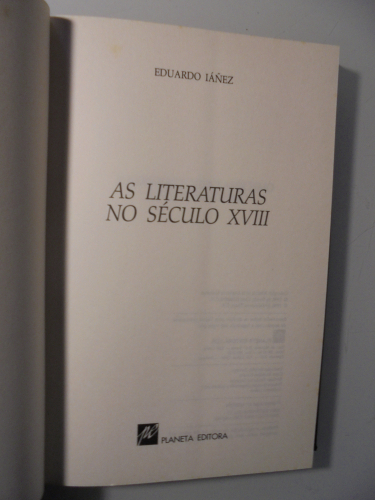 EDUARDO IÁÑEZ
AS LITERATURAS
NO SÉCULO XVIII
PLANETA EDITORA